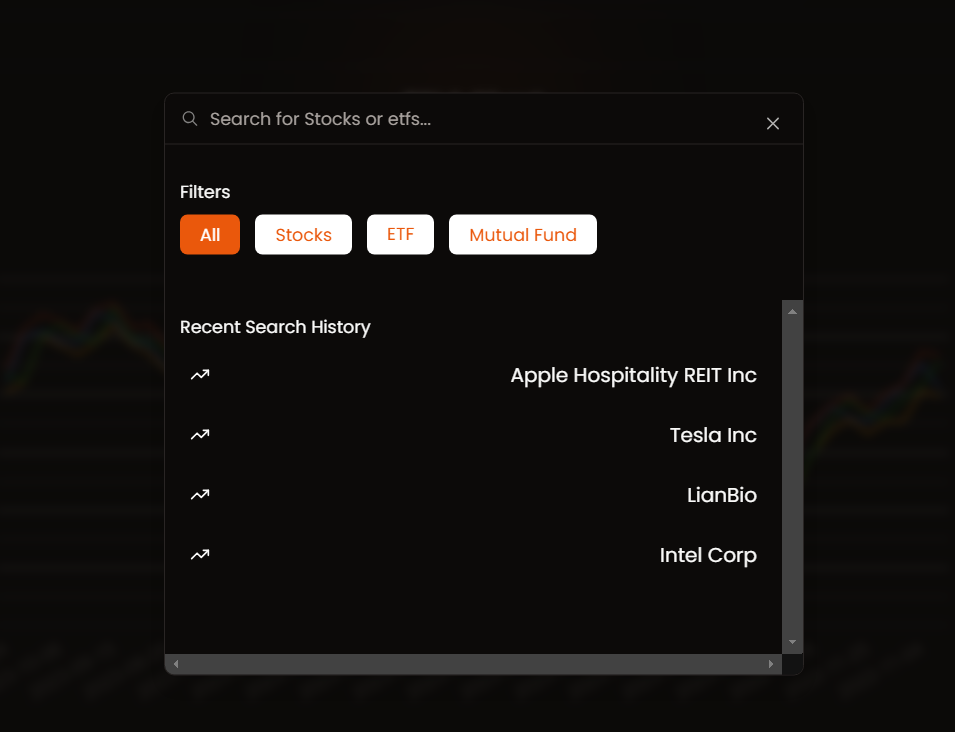 Search for Stocks or etfs...
Filters
All Stocks ETF Mutual Fund
Recent Search History
Apple Hospitality REIT Inc
Tesla Inc
LianBio
Intel Corp